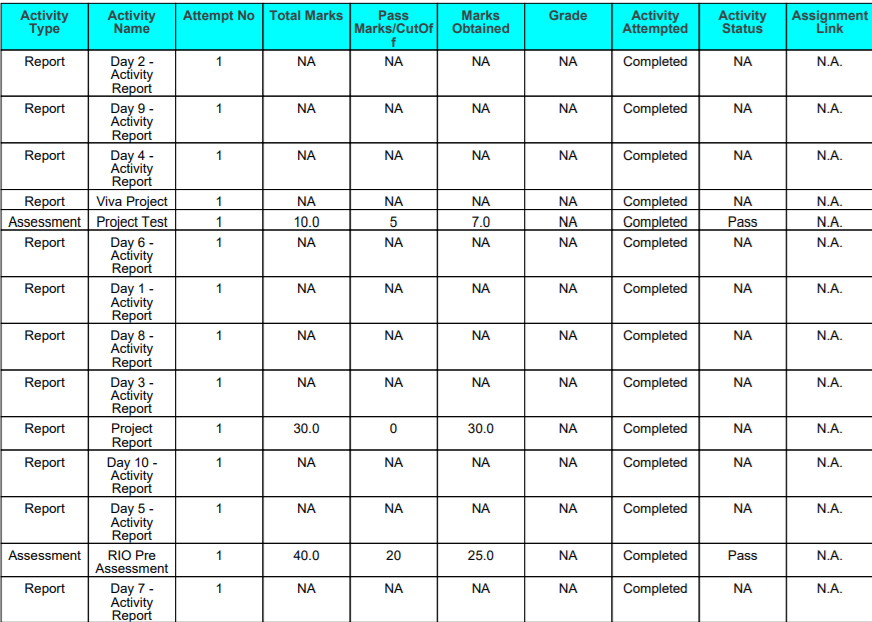 Activity Type Activity Name Attempt No Total Marks Pass Marks/CutOff Marks Obtained Grade Activity Attempted Activity Status Assignment Link
Report Day 2 - Activity Report 1 NA NA NA NA Completed NA N.A.
Report Day 9 - Activity Report 1 NA NA NA NA Completed NA N.A.
Report Day 4 - Activity Report 1 NA NA NA NA Completed NA N.A.
Report Viva Project 1 NA NA NA NA Completed NA N.A.
Assessment Project Test 1 10.0 5 7.0 NA Completed Pass N.A.
Report Day 6 - Activity Report 1 NA NA NA NA Completed NA N.A.
Report Day 1 - Activity Report 1 NA NA NA NA Completed NA N.A.
Report Day 8 - Activity Report 1 NA NA NA NA Completed NA N.A.
Report Day 3 - Activity Report 1 NA NA NA NA Completed NA N.A.
Report Project Report 1 30.0 0 30.0 NA Completed NA N.A.
Report Day 10 - Activity Report 1 NA NA NA NA Completed NA N.A.
Report Day 5 - Activity Report 1 NA NA NA NA Completed NA N.A.
Assessment RIO Pre Assessment 1 40.0 20 25.0 NA Completed Pass N.A.
Report Day 7 - Activity Report 1 NA NA NA NA Completed NA N.A.